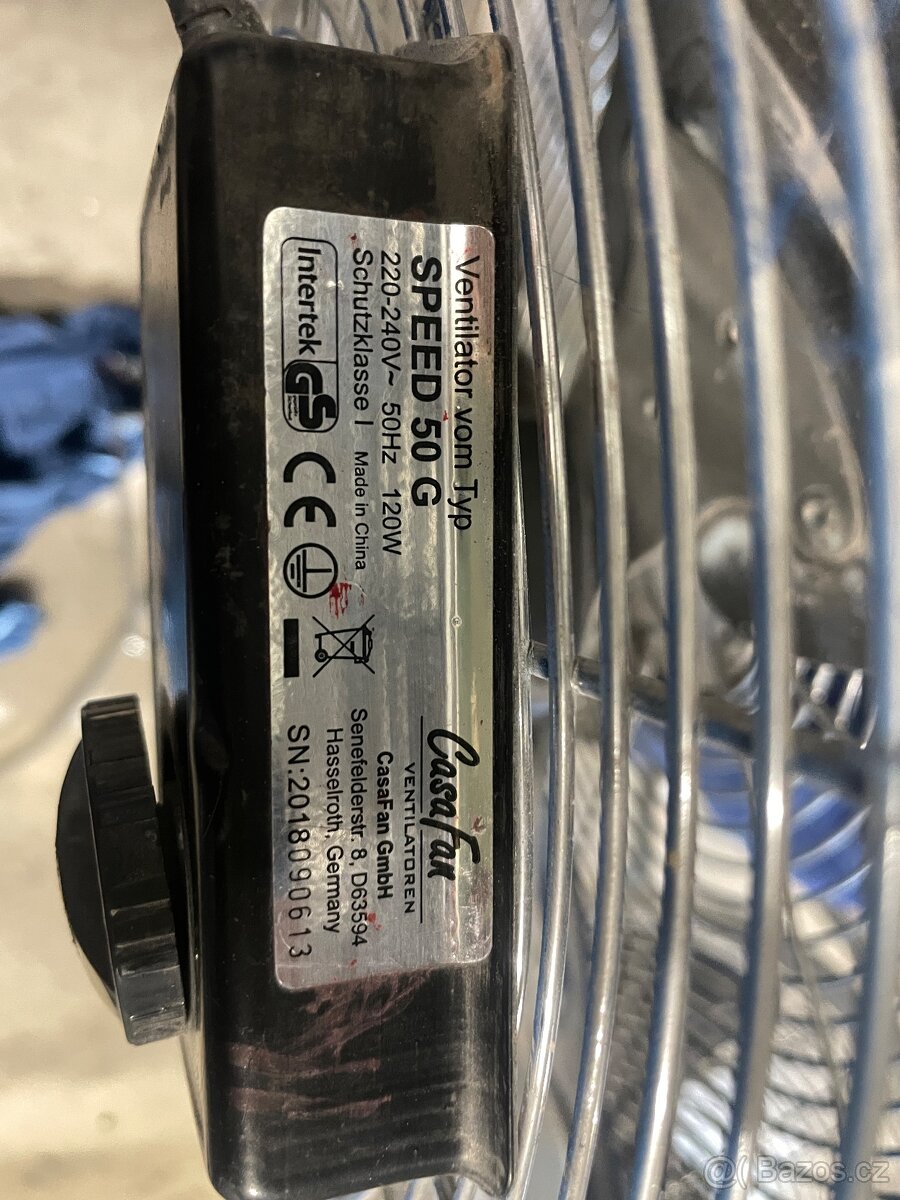 Ventilator vom Typ
SPEED 50 G
220-240V~ 50Hz 120W
Schutzklasse I Made in China
Intertek GS CE
CasaFan
VENTILATOREN
CasaFan GmbH
Senefelderstr. 8, D63594
Hasselroth, Germany
SN:2018090613
@( Bazos.cz